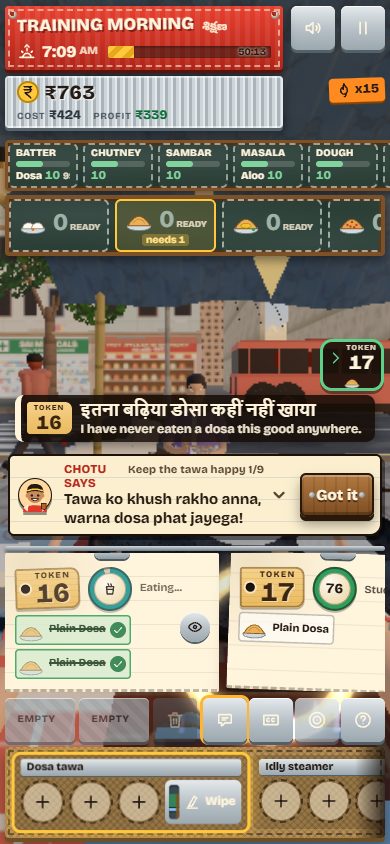 TRAINING MORNING శిక్షణ
7:09 AM
50:13
₹ ₹763
COST ₹424 PROFIT ₹339
x15
BATTER
CHUTNEY
SAMBAR
MASALA
DOUGH
Dosa 10
10
10
Aloo 10
10
0 READY
0 READY
needs 1
0 READY
TOKEN
17
TOKEN
16
इतना बढ़िया डोसा कहीं नहीं खाया
I have never eaten a dosa this good anywhere.
CHOTU SAYS
Keep the tawa happy 1/9
Tawa ko khush rakho anna,
warna dosa phat jayega!
Got it
TOKEN
16
Eating...
Plain Dosa
Plain Dosa
TOKEN
17
76
Plain Dosa
EMPTY
EMPTY
CC
?
Dosa tawa
Wipe
Idly steamer